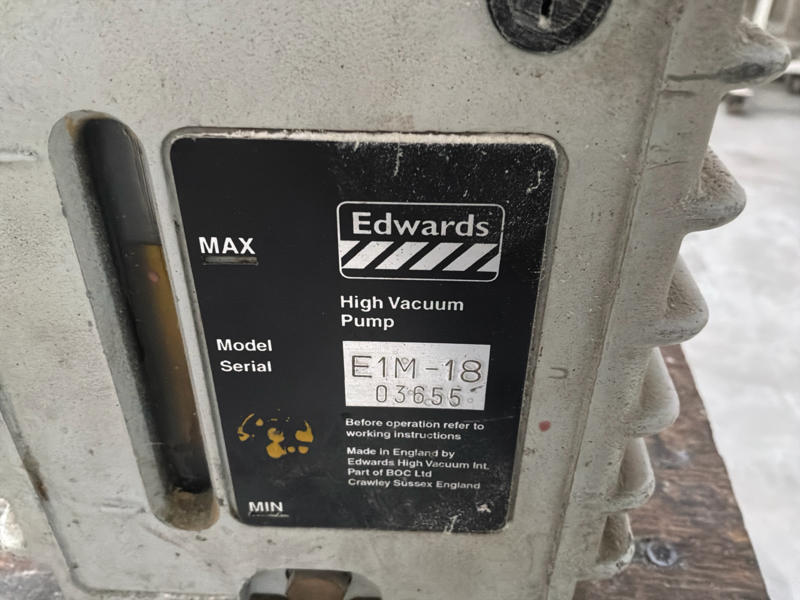 Edwards
MAX
High Vacuum
Pump
Model E1M-18
Serial 03655
Before operation refer to
working instructions
Made in England by
Edwards High Vacuum Int.
Part of BOC Ltd
Crawley Sussex England
MIN